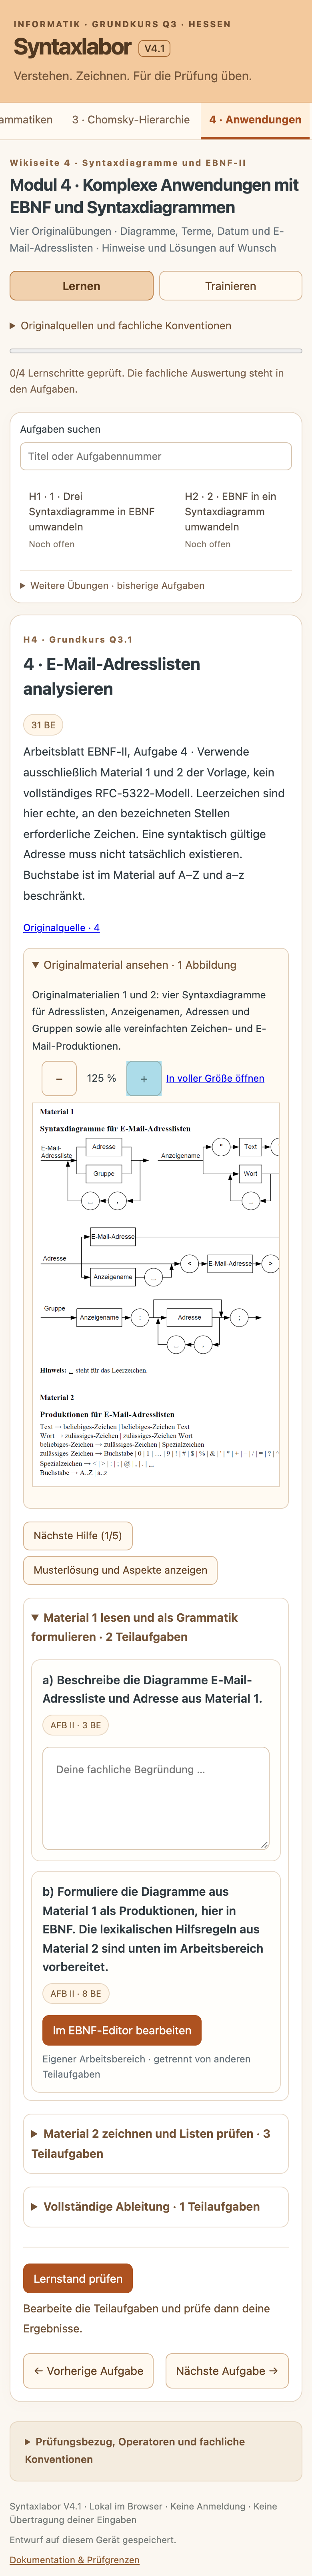 INFORMATIK · GRUNDKURS Q3 · HESSEN
Syntaxlabor V4.1
Verstehen. Zeichnen. Für die Prüfung üben.
ammatiken 3 · Chomsky-Hierarchie 4 · Anwendungen
Wikiseite 4 · Syntaxdiagramme und EBNF-II
Modul 4 · Komplexe Anwendungen mit
EBNF und Syntaxdiagrammen
Vier Originalübungen · Diagramme, Terme, Datum und E-
Mail-Adresslisten · Hinweise und Lösungen auf Wunsch
Lernen Trainieren
▶ Originalquellen und fachliche Konventionen
0/4 Lernschritte geprüft. Die fachliche Auswertung steht in
den Aufgaben.
Aufgaben suchen
Titel oder Aufgabennummer
H1 · 1 · Drei
Syntaxdiagramme in EBNF
umwandeln
Noch offen
H2 · 2 · EBNF in ein
Syntaxdiagramm
umwandeln
Noch offen
▶ Weitere Übungen · bisherige Aufgaben
H4 · Grundkurs Q3.1
4 · E-Mail-Adresslisten
analysieren
31 BE
Arbeitsblatt EBNF-II, Aufgabe 4 · Verwende
ausschließlich Material 1 und 2 der Vorlage, kein
vollständiges RFC-5322-Modell. Leerzeichen sind
hier echte, an den bezeichneten Stellen
erforderliche Zeichen. Eine syntaktisch gültige
Adresse muss nicht tatsächlich existieren.
Buchstabe ist im Material auf A–Z und a–z
beschränkt.
Originalquelle · 4
▼ Originalmaterial ansehen · 1 Abbildung
Originalmaterialien 1 und 2: vier Syntaxdiagramme
für Adresslisten, Anzeigenamen, Adressen und
Gruppen sowie alle vereinfachten Zeichen- und E-
Mail-Produktionen.
− 125 % + In voller Größe öffnen
Material 1
Syntaxdiagramme für E-Mail-Adresslisten
E-Mail-
Adressliste
Adresse
Gruppe
,
Anzeigename
"
Text
Wort
Adresse
E-Mail-Adresse
Anzeigename
<
E-Mail-Adresse
>
Gruppe
Anzeigename
:
Adresse
;
,
Hinweis: ␣ steht für das Leerzeichen.
Material 2
Produktionen für E-Mail-Adresslisten
Text → beliebiges-Zeichen | beliebiges-Zeichen Text
Wort → zulässiges-Zeichen | zulässiges-Zeichen Wort
beliebiges-Zeichen → zulässiges-Zeichen | Spezialzeichen
zulässiges-Zeichen → Buchstabe | 0 | 1 | ... | 9 | ! | # | $ | % | & | ' | * | + | – | / | = | ? | ^
Spezialzeichen → < | > | : | ; | @ | , | . | ␣
Buchstabe → A..Z | a..z
Nächste Hilfe (1/5)
Musterlösung und Aspekte anzeigen
▼ Material 1 lesen und als Grammatik
formulieren · 2 Teilaufgaben
a) Beschreibe die Diagramme E-Mail-
Adressliste und Adresse aus Material 1.
AFB II · 3 BE
Deine fachliche Begründung …
b) Formuliere die Diagramme aus
Material 1 als Produktionen, hier in
EBNF. Die lexikalischen Hilfsregeln aus
Material 2 sind unten im Arbeitsbereich
vorbereitet.
AFB II · 8 BE
Im EBNF-Editor bearbeiten
Eigener Arbeitsbereich · getrennt von anderen
Teilaufgaben
▶ Material 2 zeichnen und Listen prüfen · 3
Teilaufgaben
▶ Vollständige Ableitung · 1 Teilaufgaben
Lernstand prüfen
Bearbeite die Teilaufgaben und prüfe dann deine
Ergebnisse.
← Vorherige Aufgabe Nächste Aufgabe →
▶ Prüfungsbezug, Operatoren und fachliche
Konventionen
Syntaxlabor V4.1 · Lokal im Browser · Keine Anmeldung · Keine
Übertragung deiner Eingaben
Entwurf auf diesem Gerät gespeichert.
Dokumentation & Prüfgrenzen